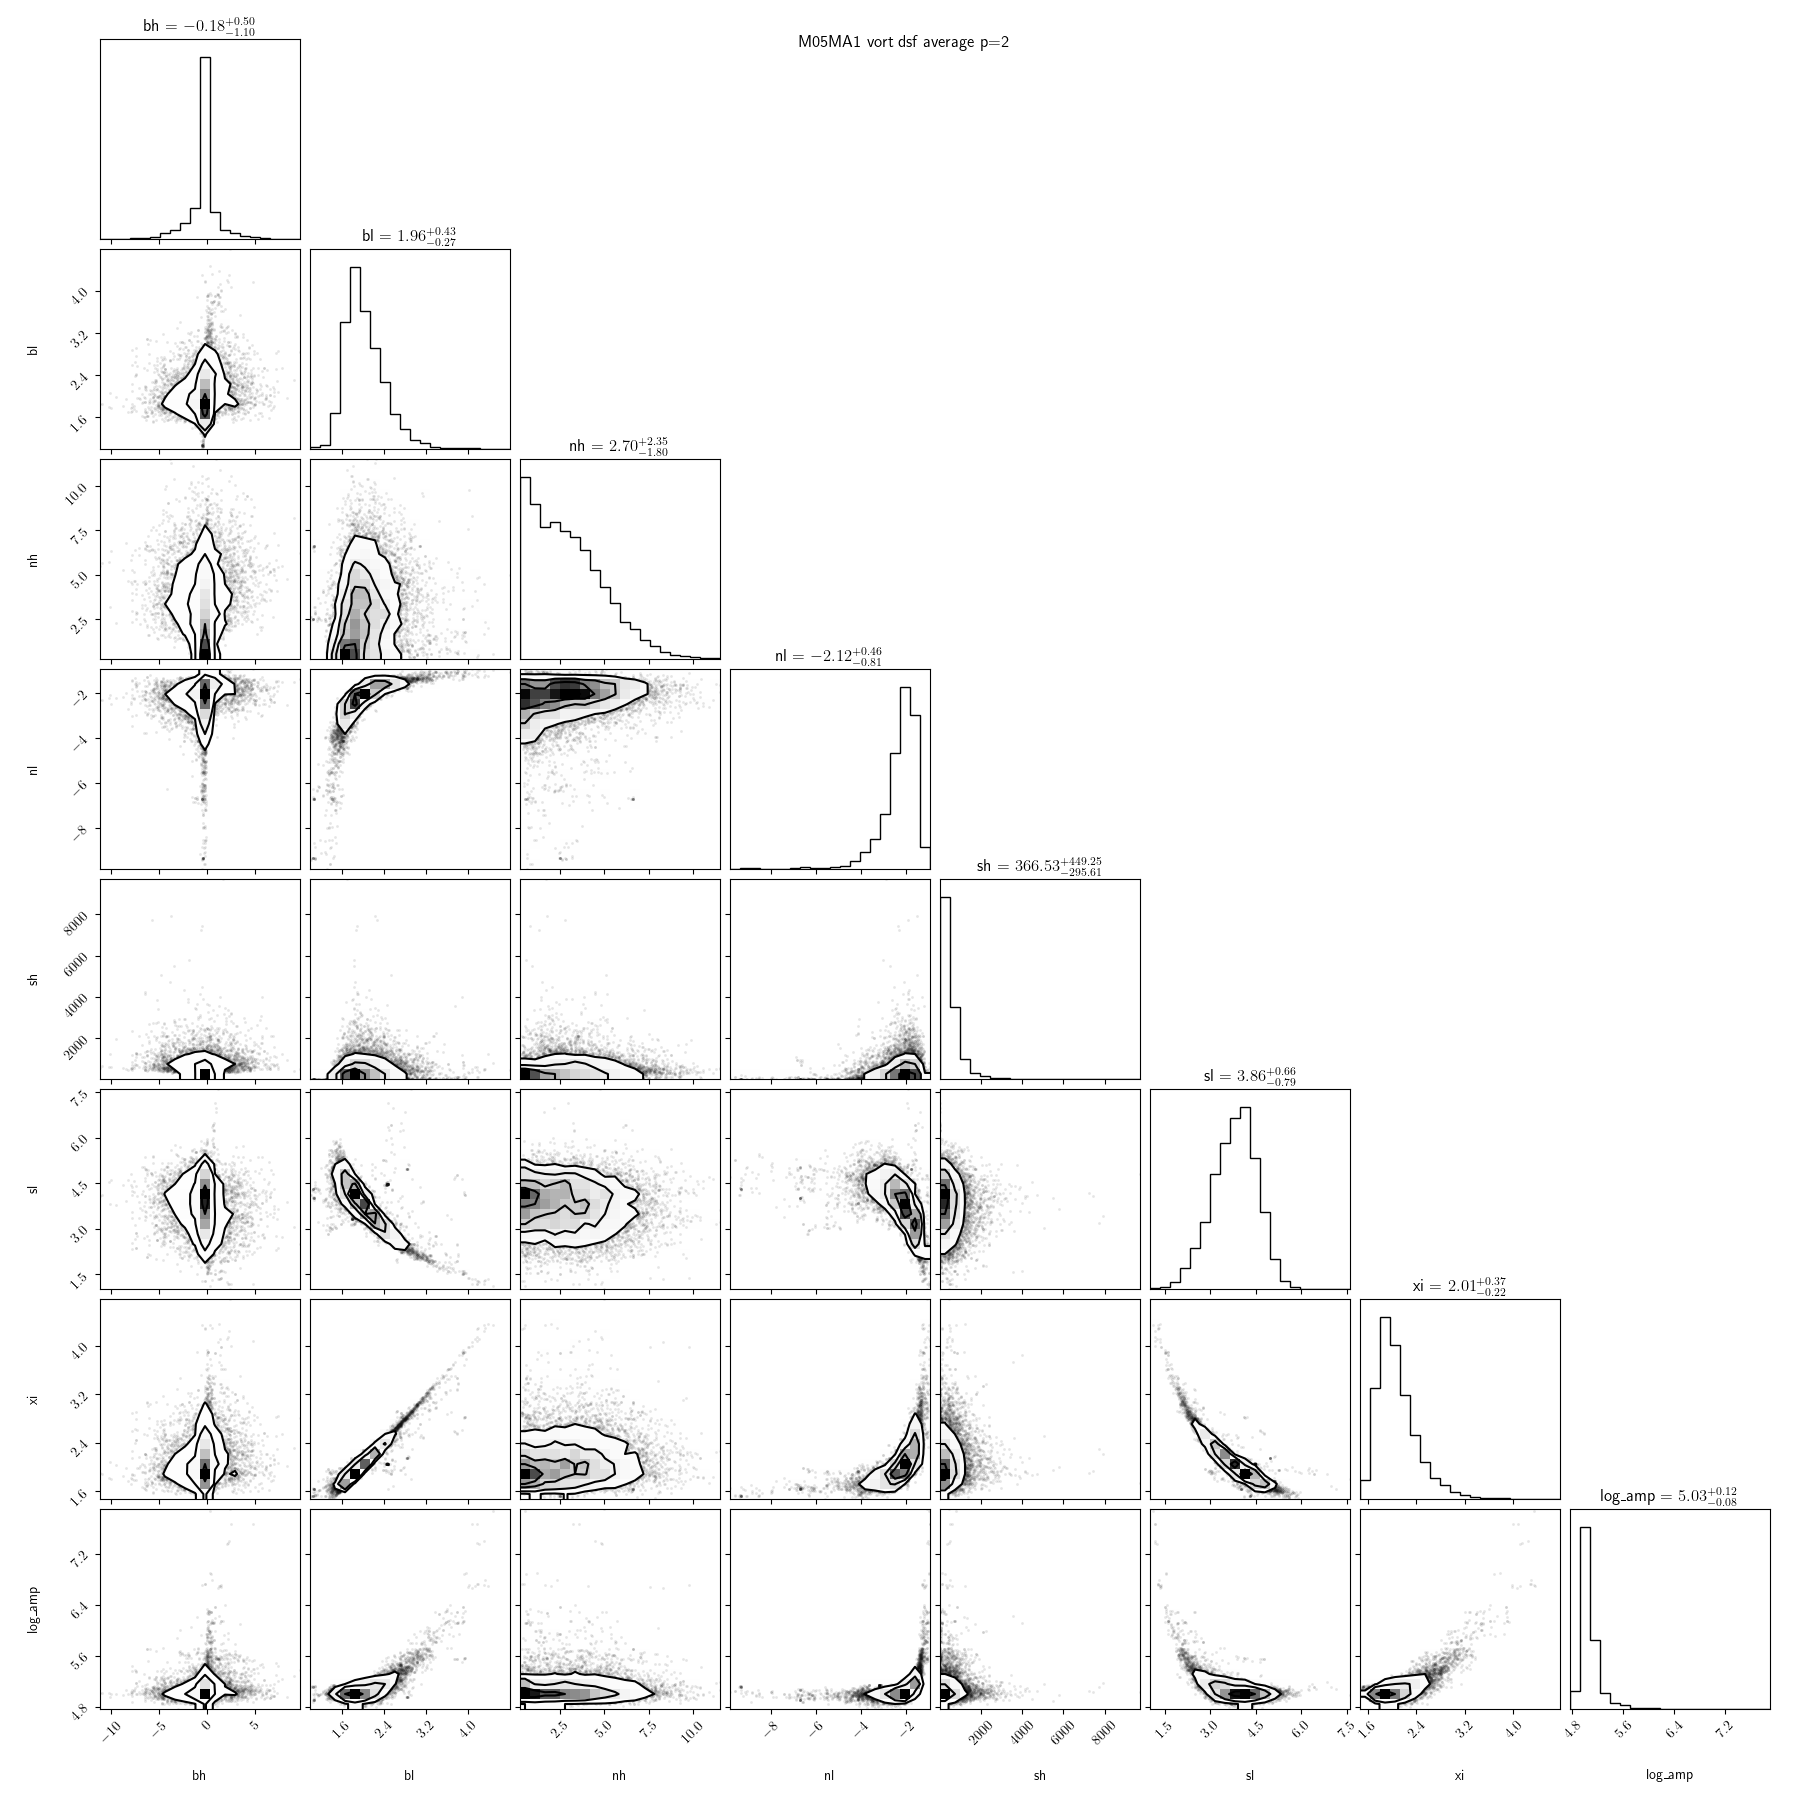 bh = −0.18+0.50−1.10
M05MA1 vort dsf average p=2
bl = 1.96+0.43−0.27
bl
4.0
3.2
2.4
1.6
nh = 2.70+2.35−1.80
nh
10.0
7.5
5.0
2.5
nl = −2.12+0.46−0.81
nl
−2
−4
−6
−8
sh = 366.53+449.25−295.61
sh
8000
6000
4000
2000
sl = 3.86+0.66−0.79
sl
7.5
6.0
4.5
3.0
1.5
xi = 2.01+0.37−0.22
xi
4.0
3.2
2.4
1.6
log_amp = 5.03+0.12−0.08
log_amp
7.2
6.4
5.6
4.8
−10 −5 0 5 1.6 2.4 3.2 4.0 2.5 5.0 7.5 10.0 −8 −6 −4 −2 2000 4000 6000 8000 1.5 3.0 4.5 6.0 7.5 1.6 2.4 3.2 4.0 4.8 5.6 6.4 7.2
bh bl nh nl sh sl xi log_amp